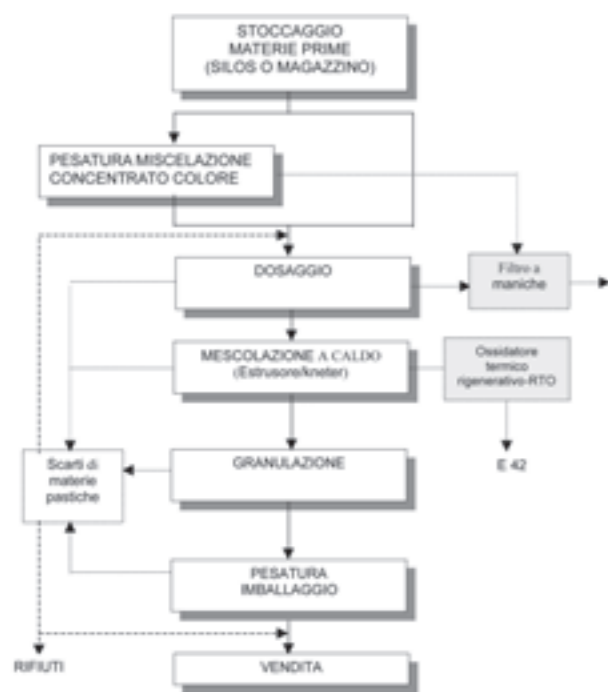 STOCCAGGIO
MATERIE PRIME
(SILOS O MAGAZZINO)
PESATURA MISCELAZIONE
CONCENTRATO COLORE
DOSAGGIO
Filtro a
maniche
MESCOLAZIONE A CALDO
(Estrusore/kneter)
Ossidatore
termico
rigenerativo-RTO
E 42
GRANULAZIONE
Scarti di
materie
pastiche
PESATURA
IMBALLAGGIO
RIFIUTI
VENDITA